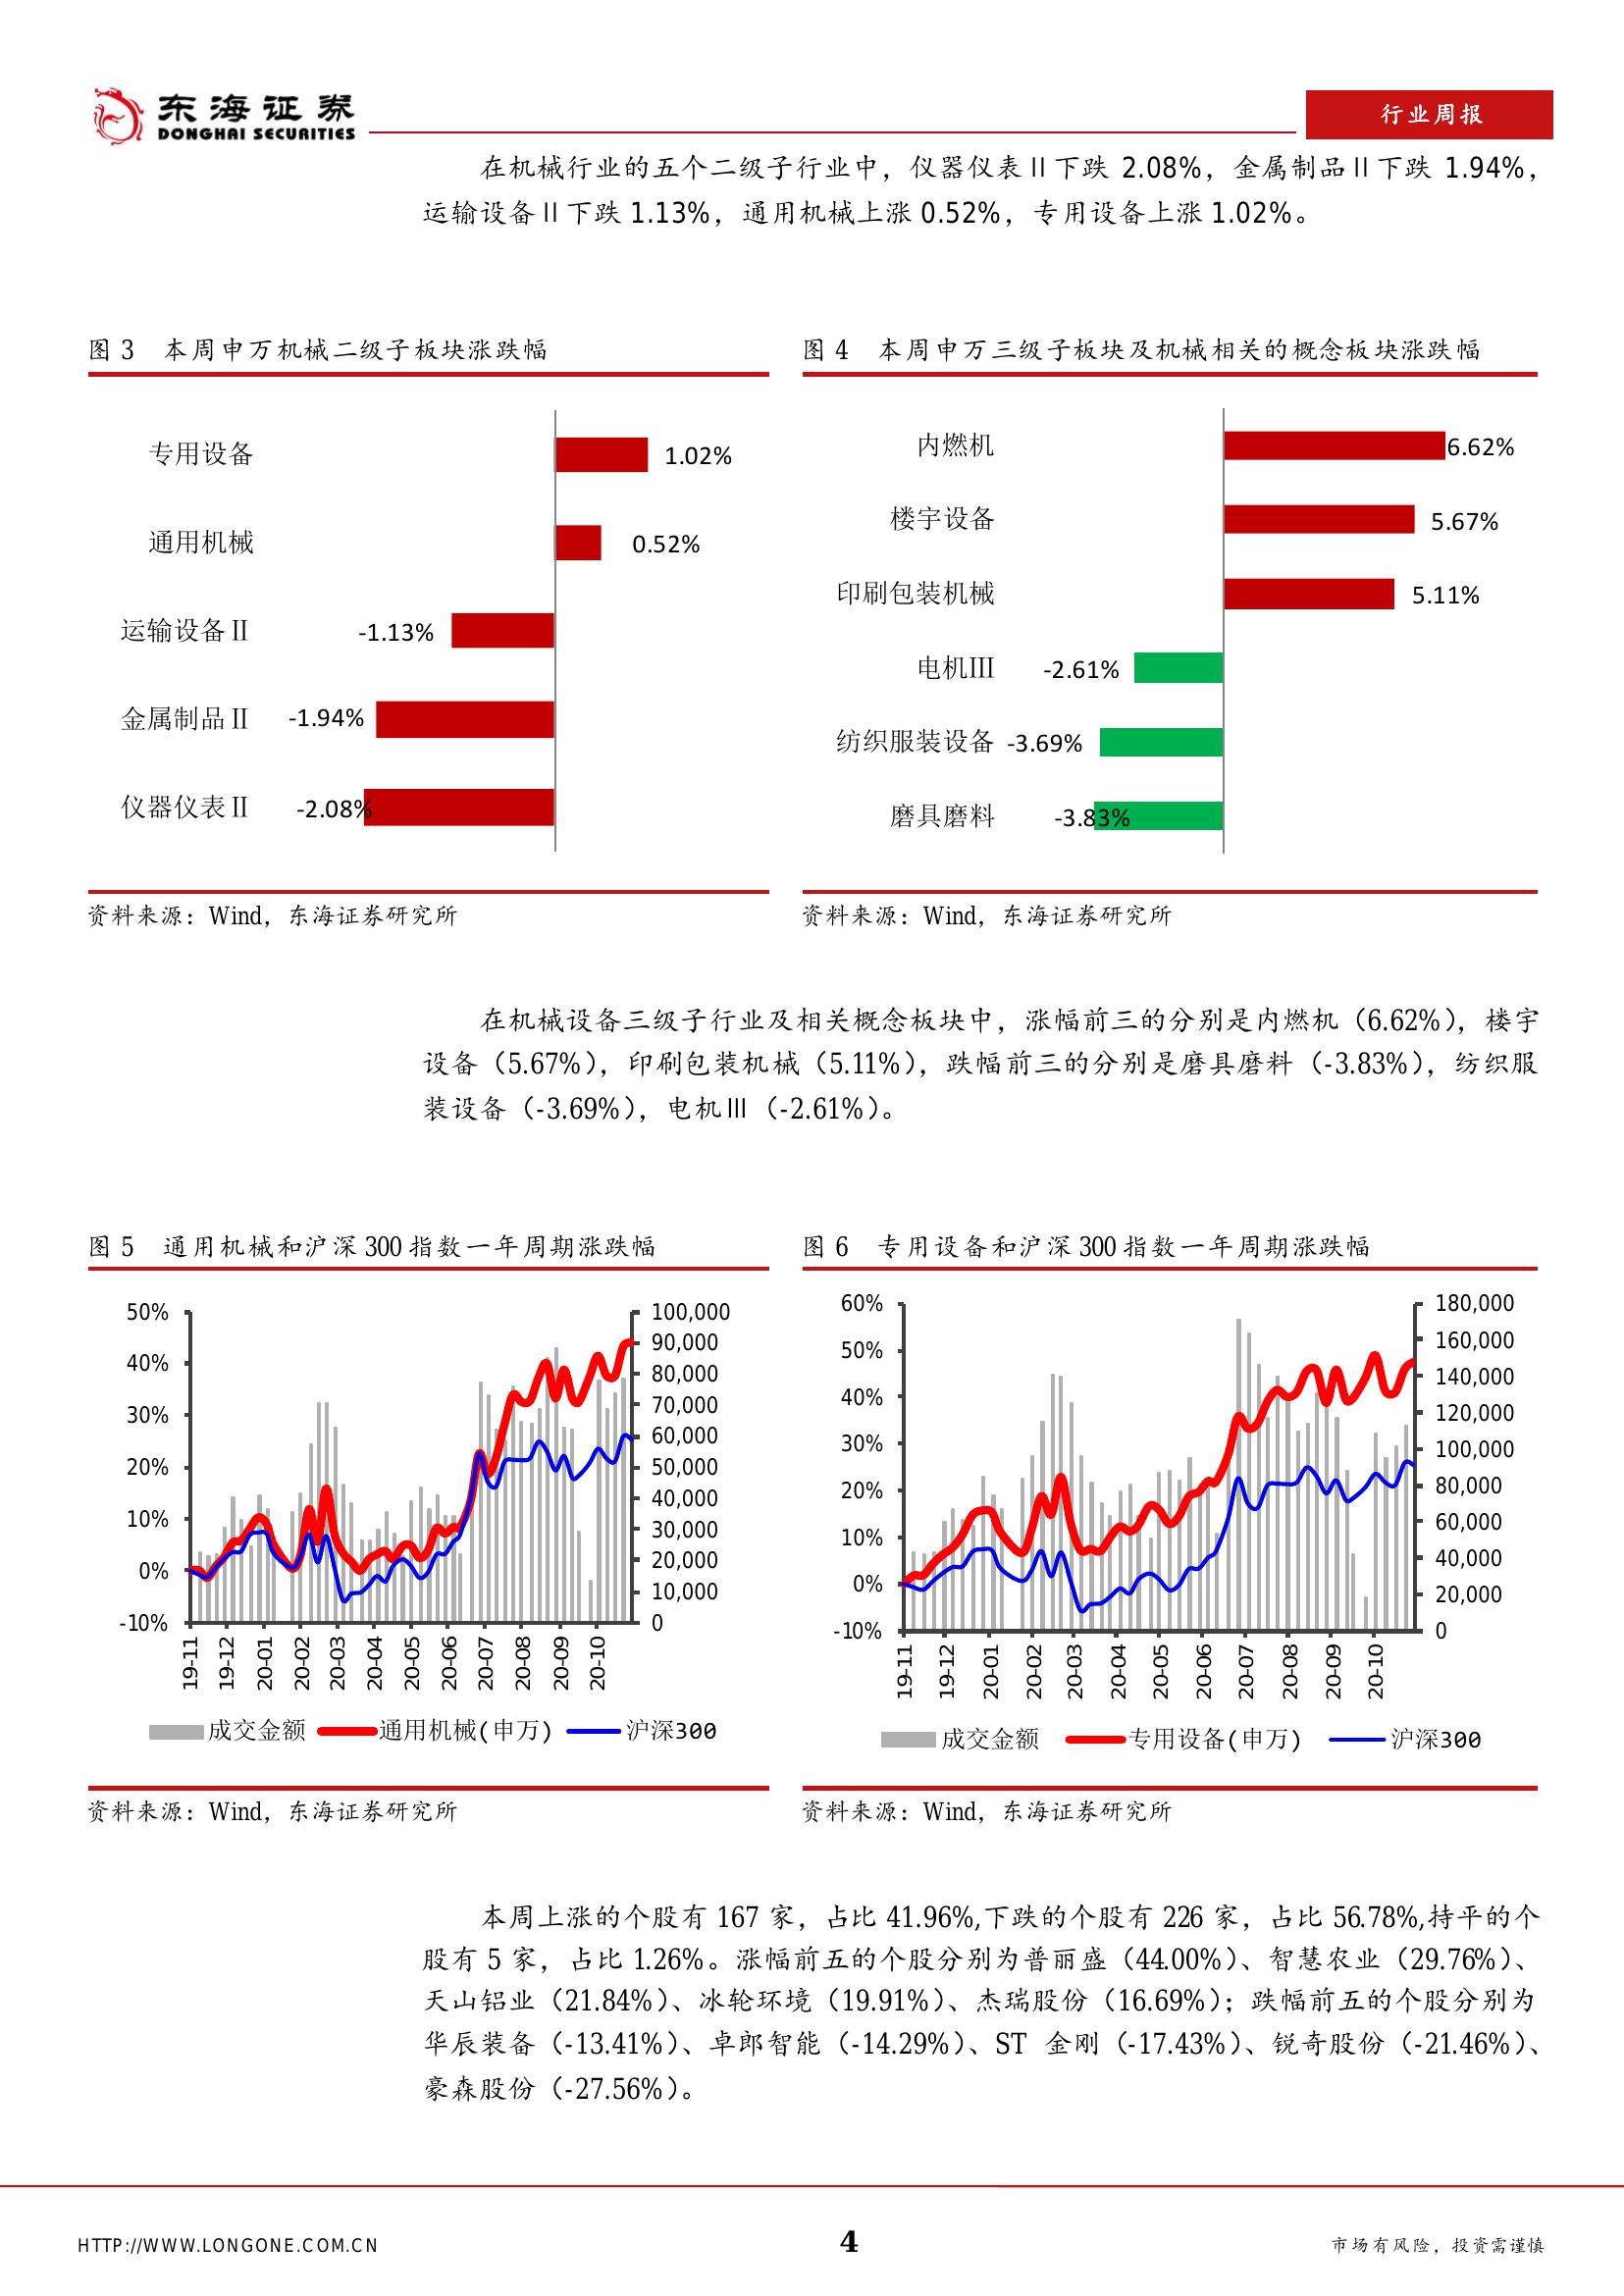 东海证券
DONGHAI SECURITIES
行业周报
在机械行业的五个二级子行业中，仪器仪表Ⅱ下跌 2.08%，金属制品Ⅱ下跌 1.94%，
运输设备Ⅱ下跌 1.13%，通用机械上涨 0.52%，专用设备上涨 1.02%。
图 3 本周申万机械二级子板块涨跌幅
专用设备 1.02%
通用机械 0.52%
运输设备Ⅱ -1.13%
金属制品Ⅱ -1.94%
仪器仪表Ⅱ -2.08%
资料来源：Wind，东海证券研究所
图 4 本周申万三级子板块及机械相关的概念板块涨跌幅
内燃机 6.62%
楼宇设备 5.67%
印刷包装机械 5.11%
电机Ⅲ -2.61%
纺织服装设备 -3.69%
磨具磨料 -3.83%
资料来源：Wind，东海证券研究所
在机械设备三级子行业及相关概念板块中，涨幅前三的分别是内燃机（6.62%），楼宇
设备（5.67%），印刷包装机械（5.11%），跌幅前三的分别是磨具磨料（-3.83%），纺织服
装设备（-3.69%），电机Ⅲ（-2.61%）。
图 5 通用机械和沪深 300 指数一年周期涨跌幅
50%
40%
30%
20%
10%
0%
-10%
100,000
90,000
80,000
70,000
60,000
50,000
40,000
30,000
20,000
10,000
0
19-11 19-12 20-01 20-02 20-03 20-04 20-05 20-06 20-07 20-08 20-09 20-10
成交金额 通用机械(申万) 沪深300
资料来源：Wind，东海证券研究所
图 6 专用设备和沪深 300 指数一年周期涨跌幅
60%
50%
40%
30%
20%
10%
0%
-10%
180,000
160,000
140,000
120,000
100,000
80,000
60,000
40,000
20,000
0
19-11 19-12 20-01 20-02 20-03 20-04 20-05 20-06 20-07 20-08 20-09 20-10
成交金额 专用设备(申万) 沪深300
资料来源：Wind，东海证券研究所
本周上涨的个股有 167 家，占比 41.96%,下跌的个股有 226 家，占比 56.78%,持平的个
股有 5 家，占比 1.26%。涨幅前五的个股分别为普丽盛（44.00%）、智慧农业（29.76%）、
天山铝业（21.84%）、冰轮环境（19.91%）、杰瑞股份（16.69%）；跌幅前五的个股分别为
华辰装备（-13.41%）、卓郎智能（-14.29%）、ST 金刚（-17.43%）、锐奇股份（-21.46%）、
豪森股份（-27.56%）。
HTTP://WWW.LONGONE.COM.CN
4
市场有风险，投资需谨慎